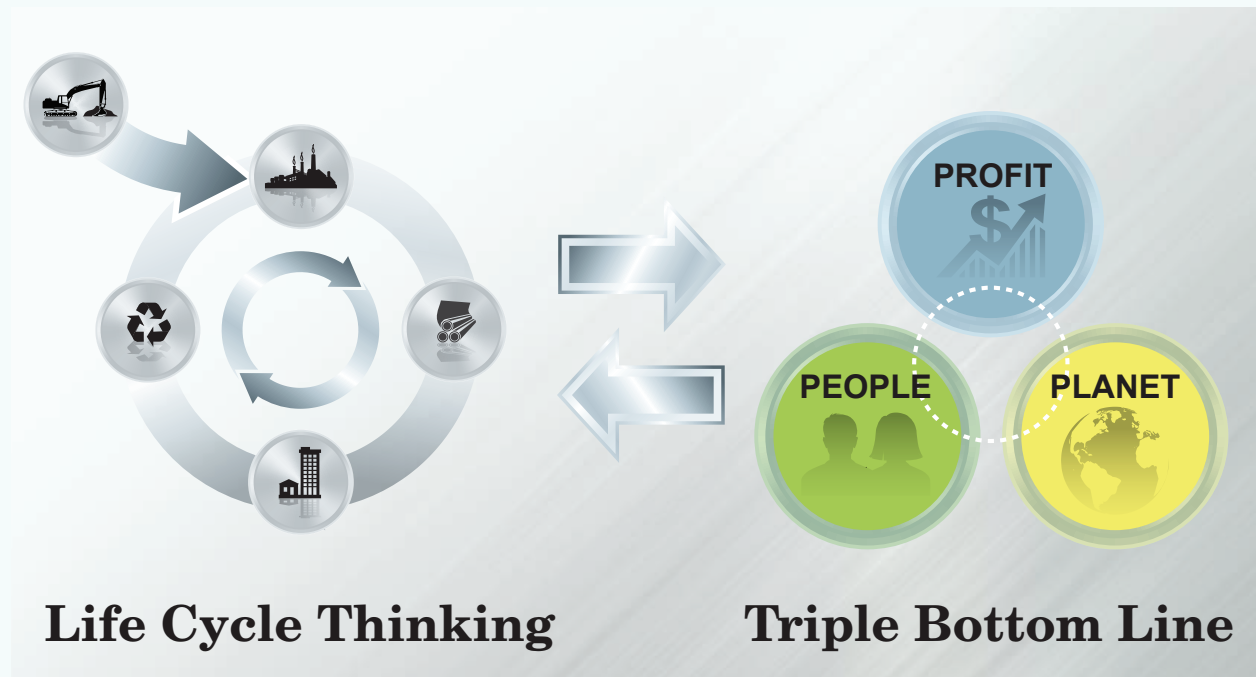 PROFIT
$
PEOPLE
PLANET
Life Cycle Thinking
Triple Bottom Line